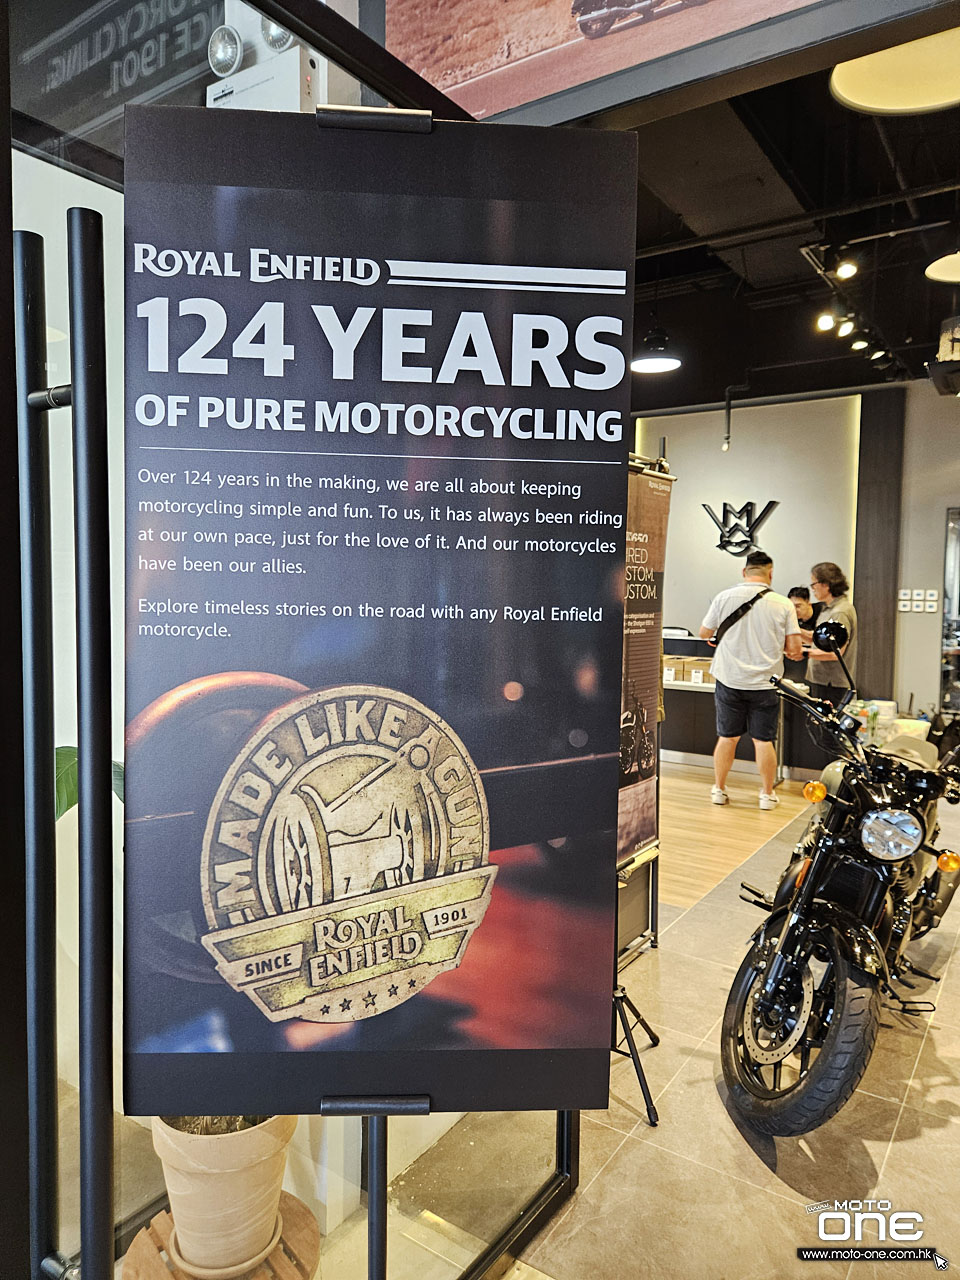 ROYAL ENFIELD
124 YEARS
OF PURE MOTORCYCLING
Over 124 years in the making, we are all about keeping
motorcycling simple and fun. To us, it has always been riding
at our own pace, just for the love of it. And our motorcycles
have been our allies.
Explore timeless stories on the road with any Royal Enfield
motorcycle.
MADE LIKE A GUN
SINCE ROYAL ENFIELD 1901
MOTO
ONE
www.moto-one.com.hk